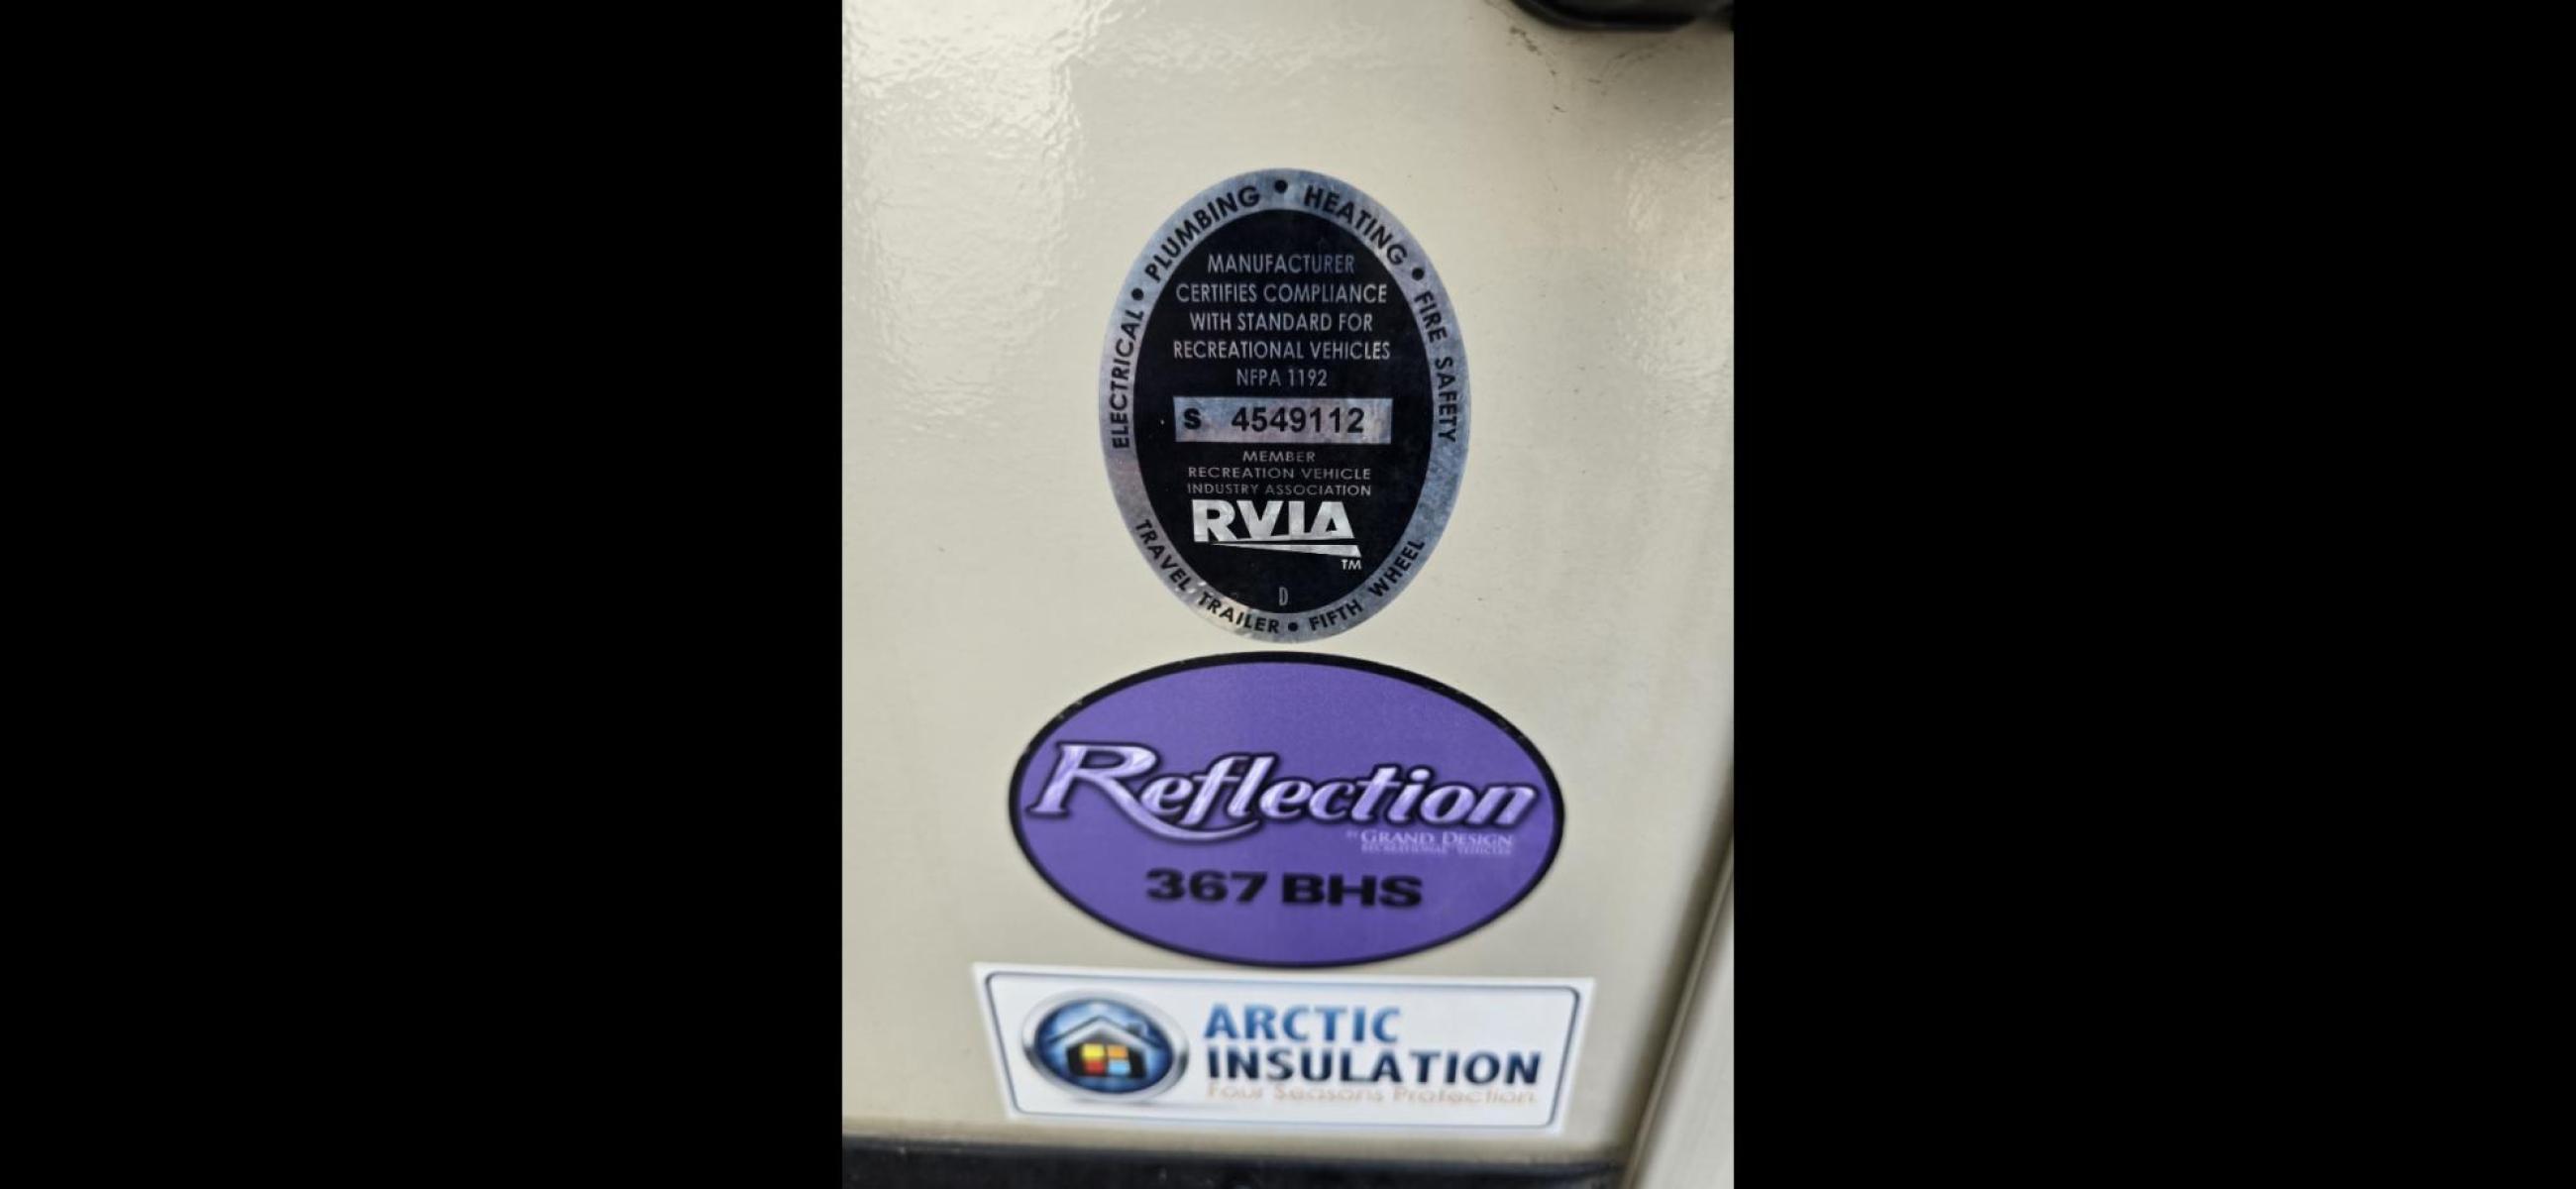 ELECTRICAL • PLUMBING • HEATING • FIRE SAFETY
MANUFACTURER
CERTIFIES COMPLIANCE
WITH STANDARD FOR
RECREATIONAL VEHICLES
NFPA 1192
S 4549112
MEMBER
RECREATION VEHICLE
INDUSTRY ASSOCIATION
RVIA
TM
D
TRAVEL TRAILER • FIFTH WHEEL
Reflection
BY GRAND DESIGN
RECREATIONAL VEHICLES
367 BHS
ARCTIC
INSULATION
Four Seasons Protection